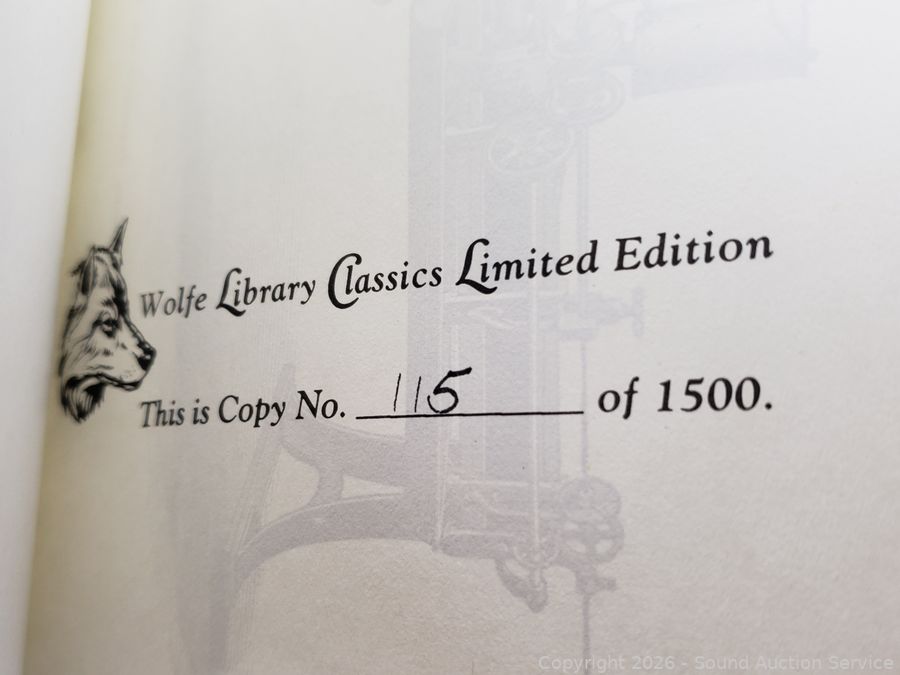 Wolfe Library Classics Limited Edition
This is Copy No. 115 of 1500.
Copyright 2026 - Sound Auction Service